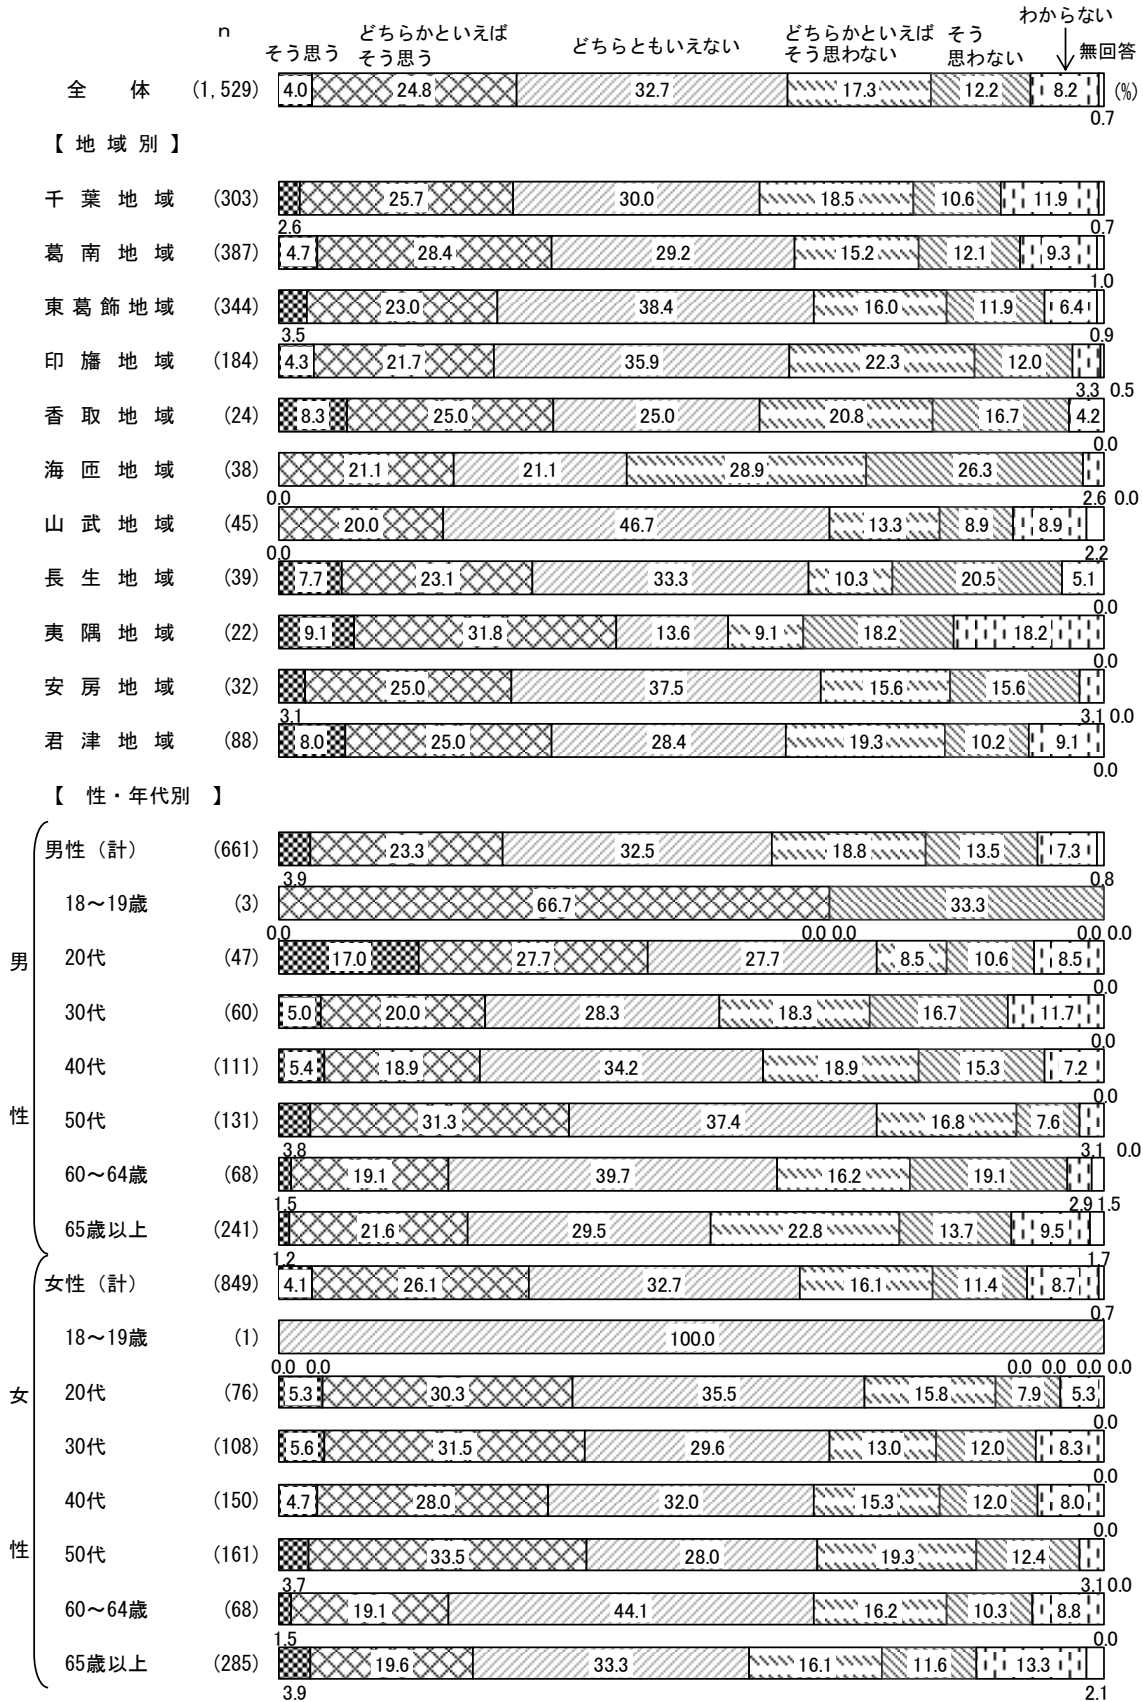 n
そう思う
どちらかといえば
そう思う
どちらともいえない
どちらかといえば
そう思わない
そう
思わない
わからない
無回答
全体 (1,529) 4.0 24.8 32.7 17.3 12.2 8.2 (%)
0.7
【地域別】
千葉地域 (303) 25.7 30.0 18.5 10.6 11.9
2.6 0.7
葛南地域 (387) 4.7 28.4 29.2 15.2 12.1 9.3
1.0
東葛飾地域 (344) 23.0 38.4 16.0 11.9 6.4
3.5 0.9
印旛地域 (184) 4.3 21.7 35.9 22.3 12.0
3.3 0.5
香取地域 (24) 8.3 25.0 25.0 20.8 16.7 4.2
0.0
海匝地域 (38) 21.1 21.1 28.9 26.3
0.0 2.6 0.0
山武地域 (45) 20.0 46.7 13.3 8.9 8.9
0.0 2.2
長生地域 (39) 7.7 23.1 33.3 10.3 20.5 5.1
0.0
夷隅地域 (22) 9.1 31.8 13.6 9.1 18.2 18.2
0.0
安房地域 (32) 25.0 37.5 15.6 15.6
3.1 3.1 0.0
君津地域 (88) 8.0 25.0 28.4 19.3 10.2 9.1
0.0
【 性・年代別 】
男性
男性（計） (661) 23.3 32.5 18.8 13.5 7.3
3.9 0.8
18～19歳 (3) 66.7 33.3
0.0 0.0 0.0 0.0 0.0
20代 (47) 17.0 27.7 27.7 8.5 10.6 8.5
0.0
30代 (60) 5.0 20.0 28.3 18.3 16.7 11.7
0.0
40代 (111) 5.4 18.9 34.2 18.9 15.3 7.2
0.0
50代 (131) 31.3 37.4 16.8 7.6
3.8 3.1 0.0
60～64歳 (68) 19.1 39.7 16.2 19.1
1.5 2.9 1.5
65歳以上 (241) 21.6 29.5 22.8 13.7 9.5
1.2 1.7
女性
女性（計） (849) 4.1 26.1 32.7 16.1 11.4 8.7
0.7
18～19歳 (1) 100.0
0.0 0.0 0.0 0.0 0.0 0.0
20代 (76) 5.3 30.3 35.5 15.8 7.9 5.3
0.0
30代 (108) 5.6 31.5 29.6 13.0 12.0 8.3
0.0
40代 (150) 4.7 28.0 32.0 15.3 12.0 8.0
0.0
50代 (161) 33.5 28.0 19.3 12.4
3.7 3.1 0.0
60～64歳 (68) 19.1 44.1 16.2 10.3 8.8
1.5 0.0
65歳以上 (285) 19.6 33.3 16.1 11.6 13.3
3.9 2.1